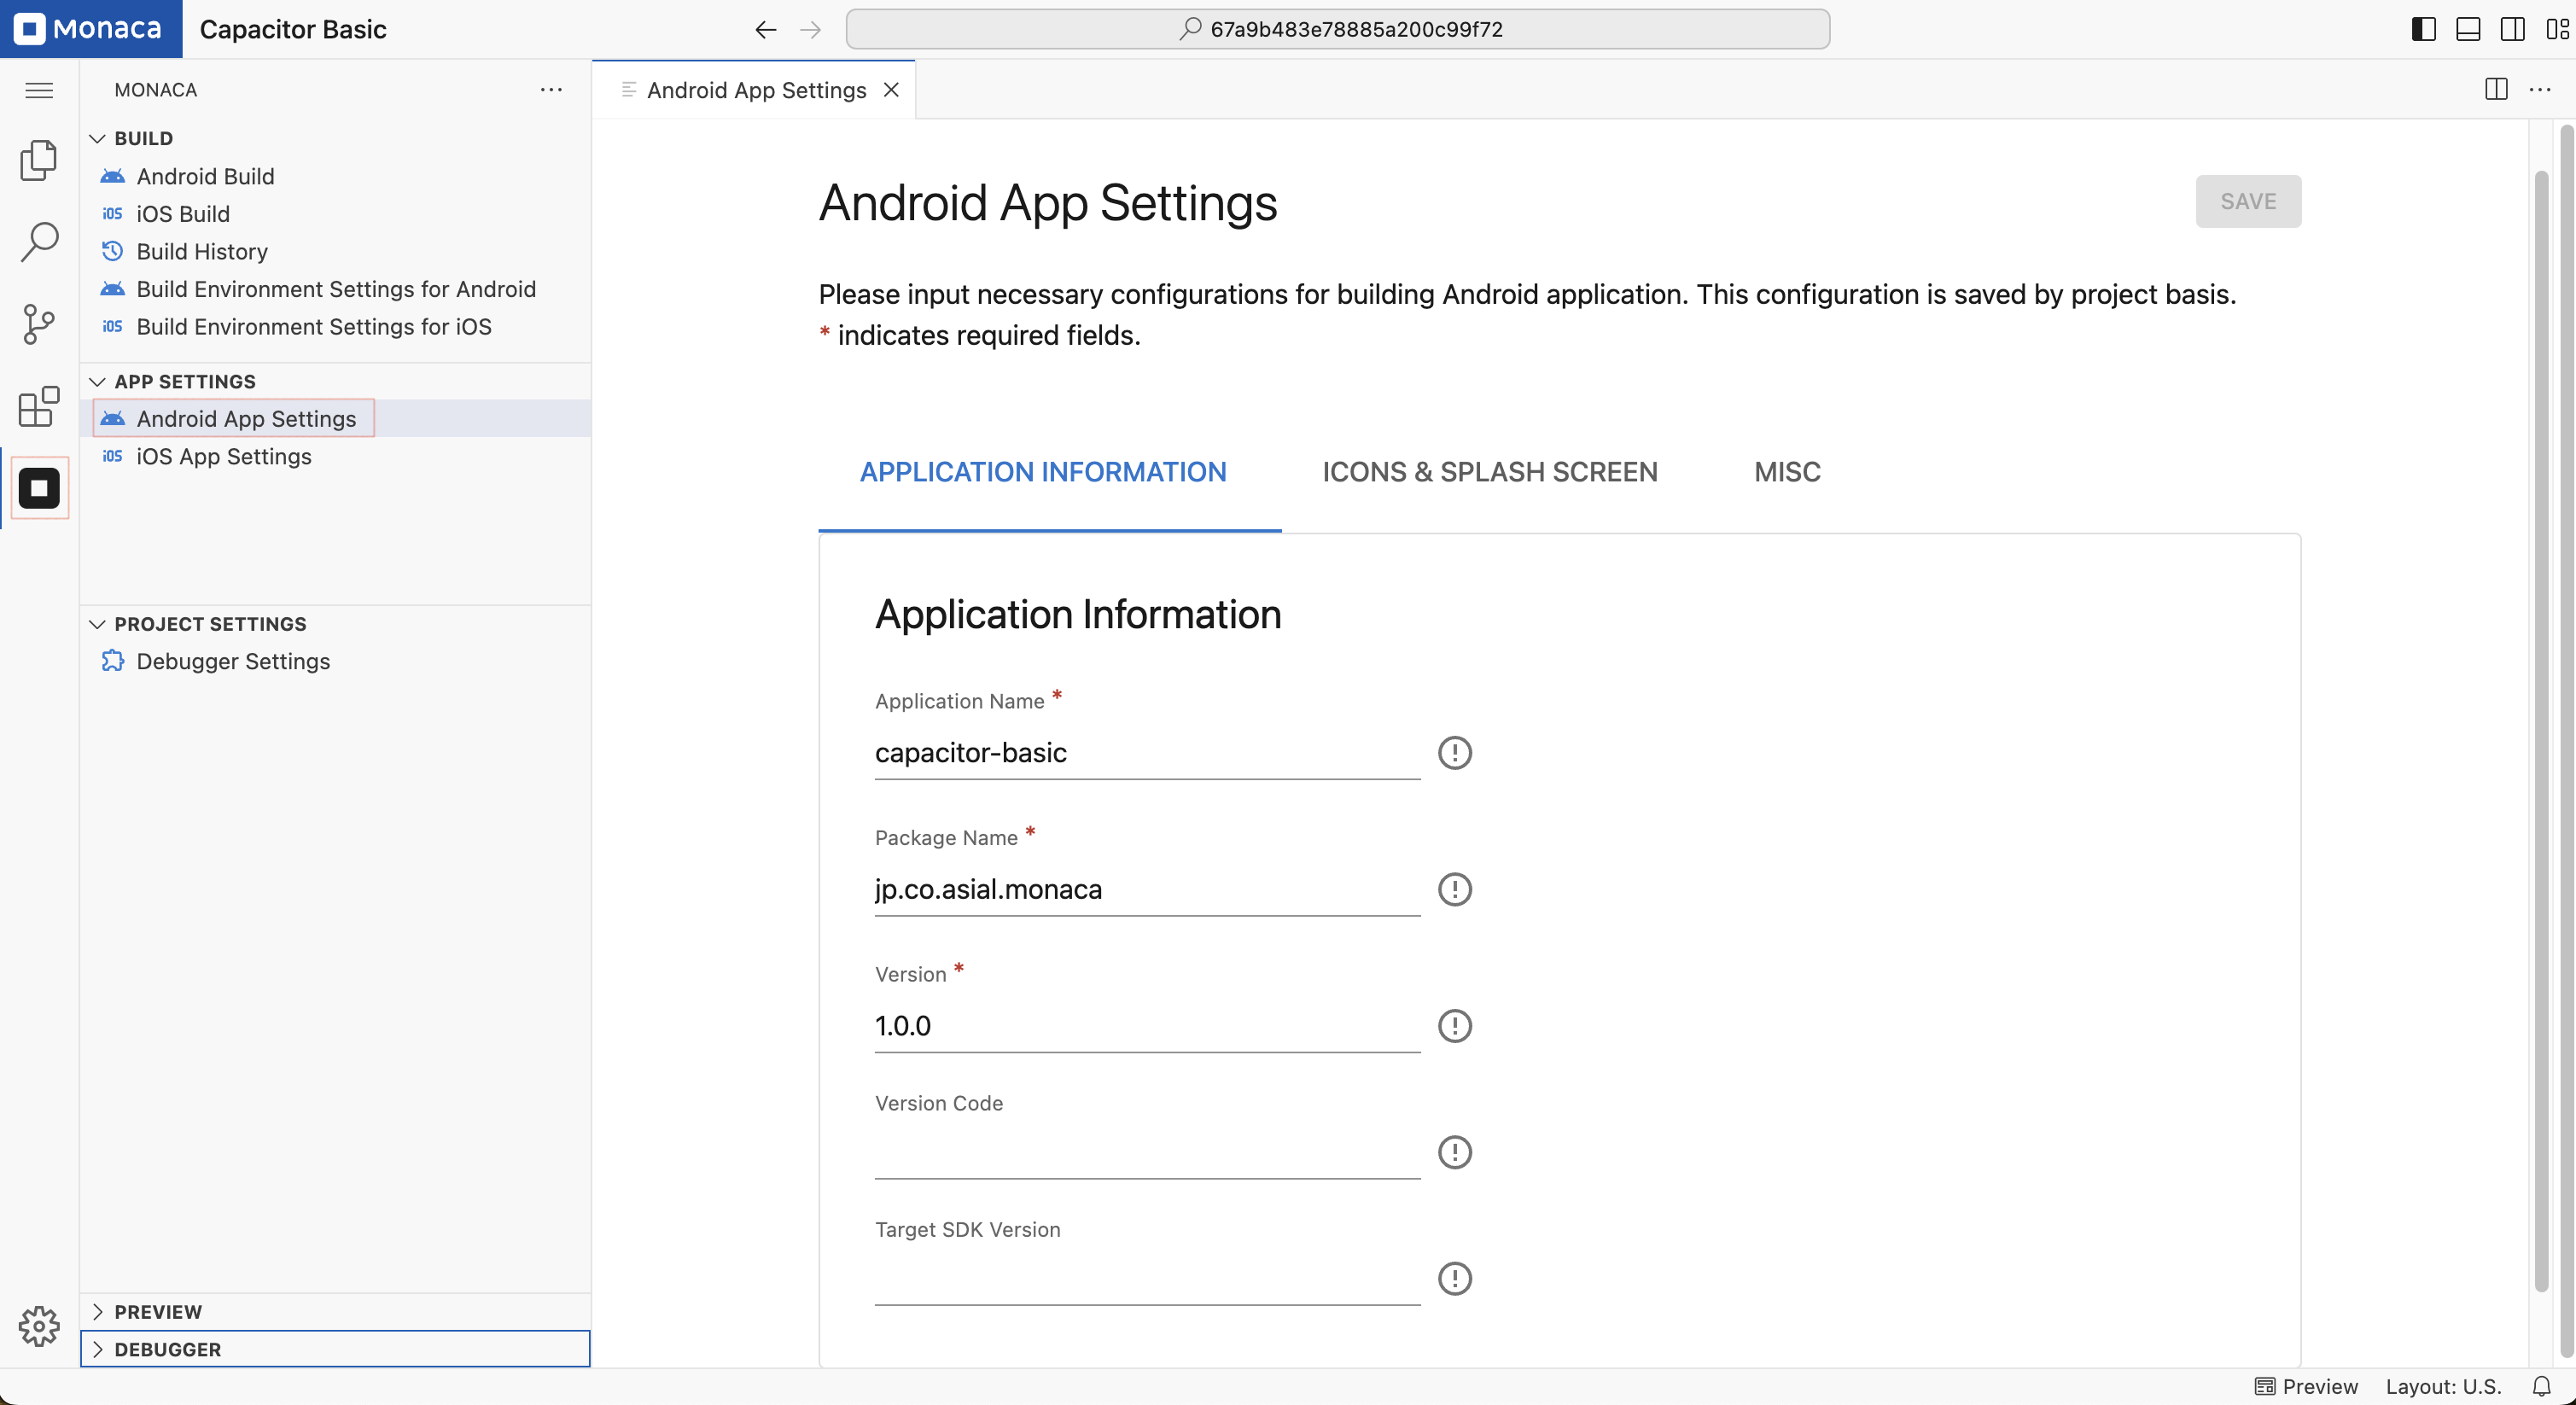 Monaca
Capacitor Basic
67a9b483e78885a200c99f72
MONACA
BUILD
Android Build
iOS iOS Build
Build History
Build Environment Settings for Android
iOS Build Environment Settings for iOS
APP SETTINGS
Android App Settings
iOS iOS App Settings
PROJECT SETTINGS
Debugger Settings
PREVIEW
DEBUGGER
Android App Settings
Android App Settings
SAVE
Please input necessary configurations for building Android application. This configuration is saved by project basis.
* indicates required fields.
APPLICATION INFORMATION
ICONS & SPLASH SCREEN
MISC
Application Information
Application Name *
capacitor-basic
Package Name *
jp.co.asial.monaca
Version *
1.0.0
Version Code
Target SDK Version
Preview
Layout: U.S.